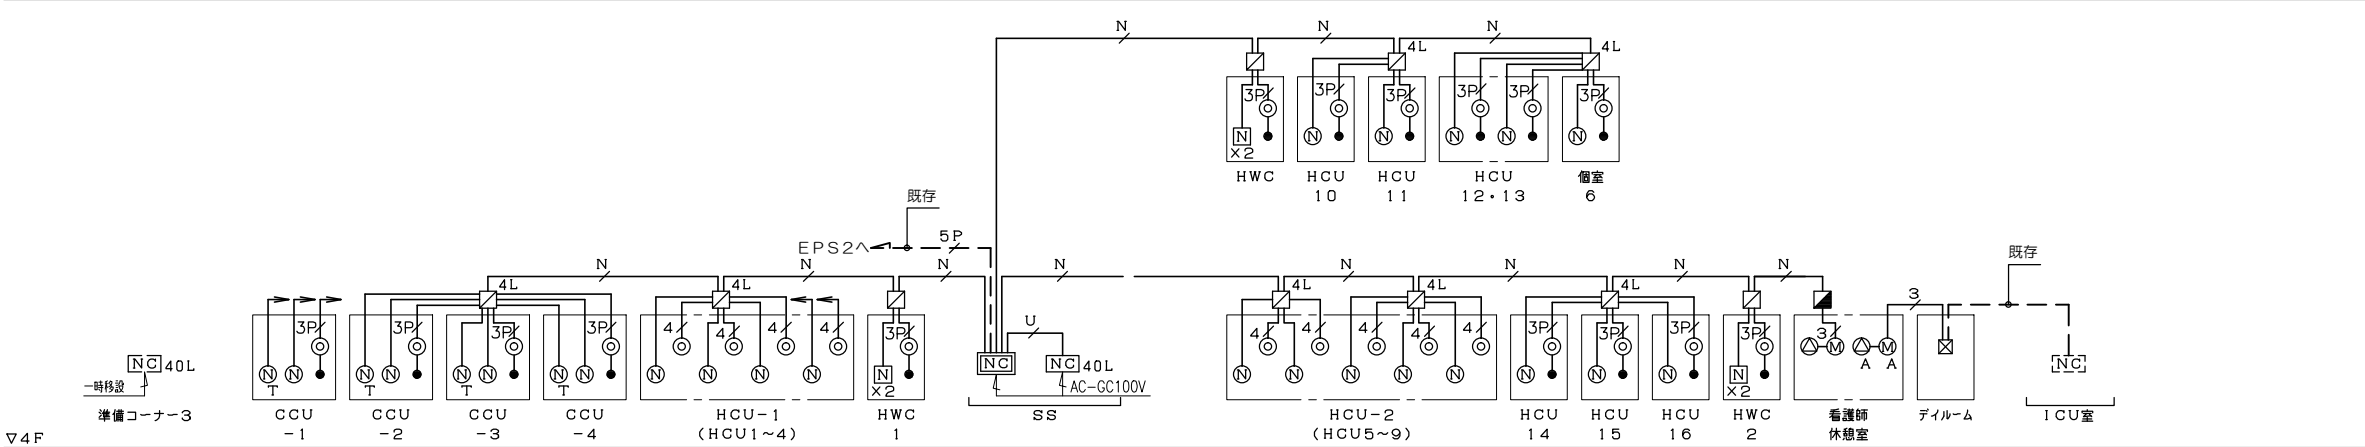 N N N
4L 4L
3P 3P 3P 3P 3P 3P
N N N N N N
×2
HWC HCU HCU HCU 個室
10 11 12・13 6
既存
EPS2へ 5P
既存
N N N N N N N N
4L 4L 4L 4L 4L
U 3
3P 3P 3P 3P 4 4 4 4 3P 4 4 4 4 4 3P 3P 3P 3P 3
NC 40L
N N N N N N N N N N N N N
T T T T
×2
NC NC 40L
AC-GC100V
N N N N N N N N N
×2
M M
A A
NC
一時移設
準備コーナー3 CCU CCU CCU CCU HCU-1 HWC SS HCU-2 HCU HCU HCU HWC 看護師 デイルーム ICU室
-1 -2 -3 -4 (HCU1~4) 1 (HCU5~9) 14 15 16 2 休憩室
▽4F